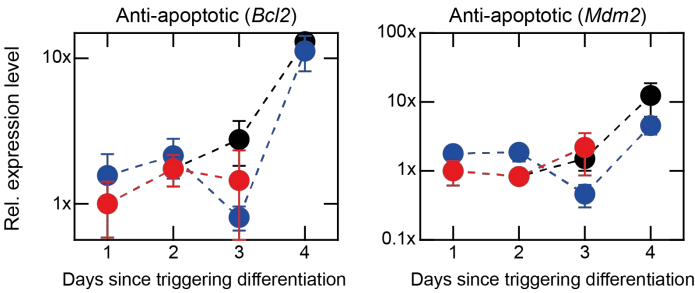 Anti-apoptotic (Bcl2)
Anti-apoptotic (Mdm2)
Rel. expression level
10x
1x
1
2
3
4
Days since triggering differentiation
100x
10x
1x
0.1x
1
2
3
4
Days since triggering differentiation